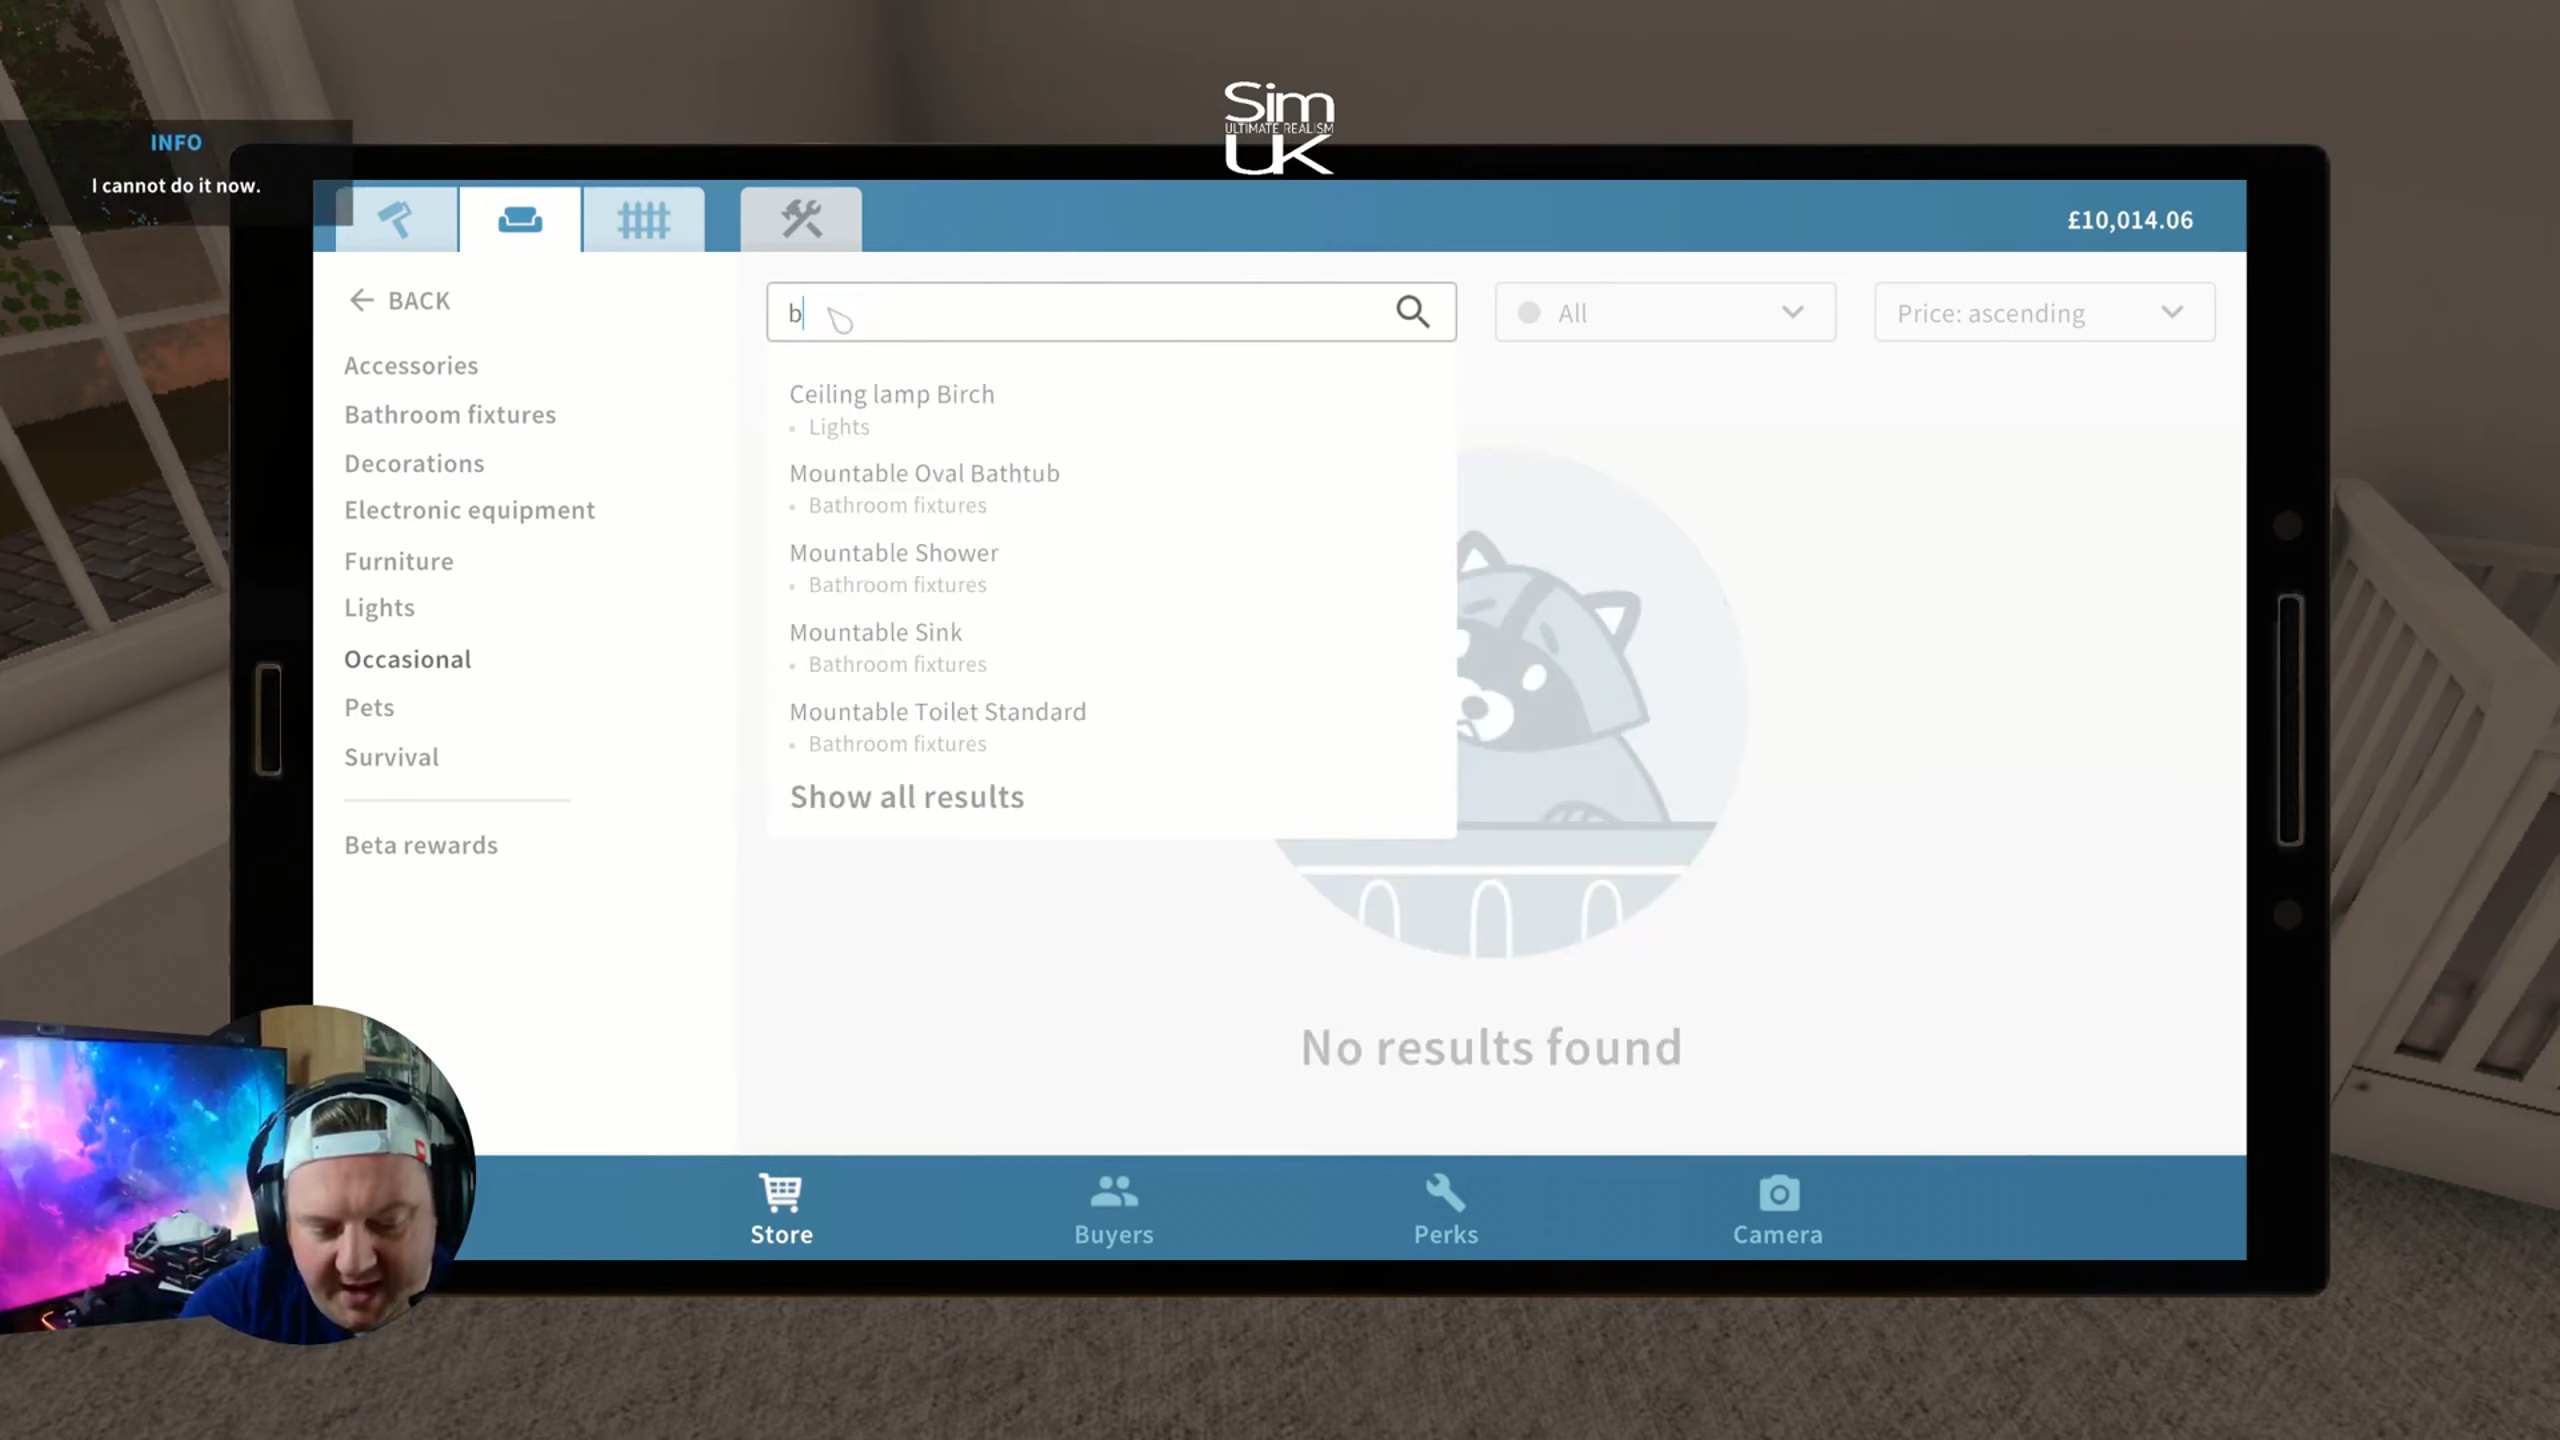 Sim
ULTIMATE REALISM
UK
INFO
I cannot do it now.
£10,014.06
BACK
b
All
Price: ascending
Accessories
Bathroom fixtures
Decorations
Electronic equipment
Furniture
Lights
Occasional
Pets
Survival
Beta rewards
Ceiling lamp Birch
Lights
Mountable Oval Bathtub
Bathroom fixtures
Mountable Shower
Bathroom fixtures
Mountable Sink
Bathroom fixtures
Mountable Toilet Standard
Bathroom fixtures
Show all results
No results found
Store
Buyers
Perks
Camera